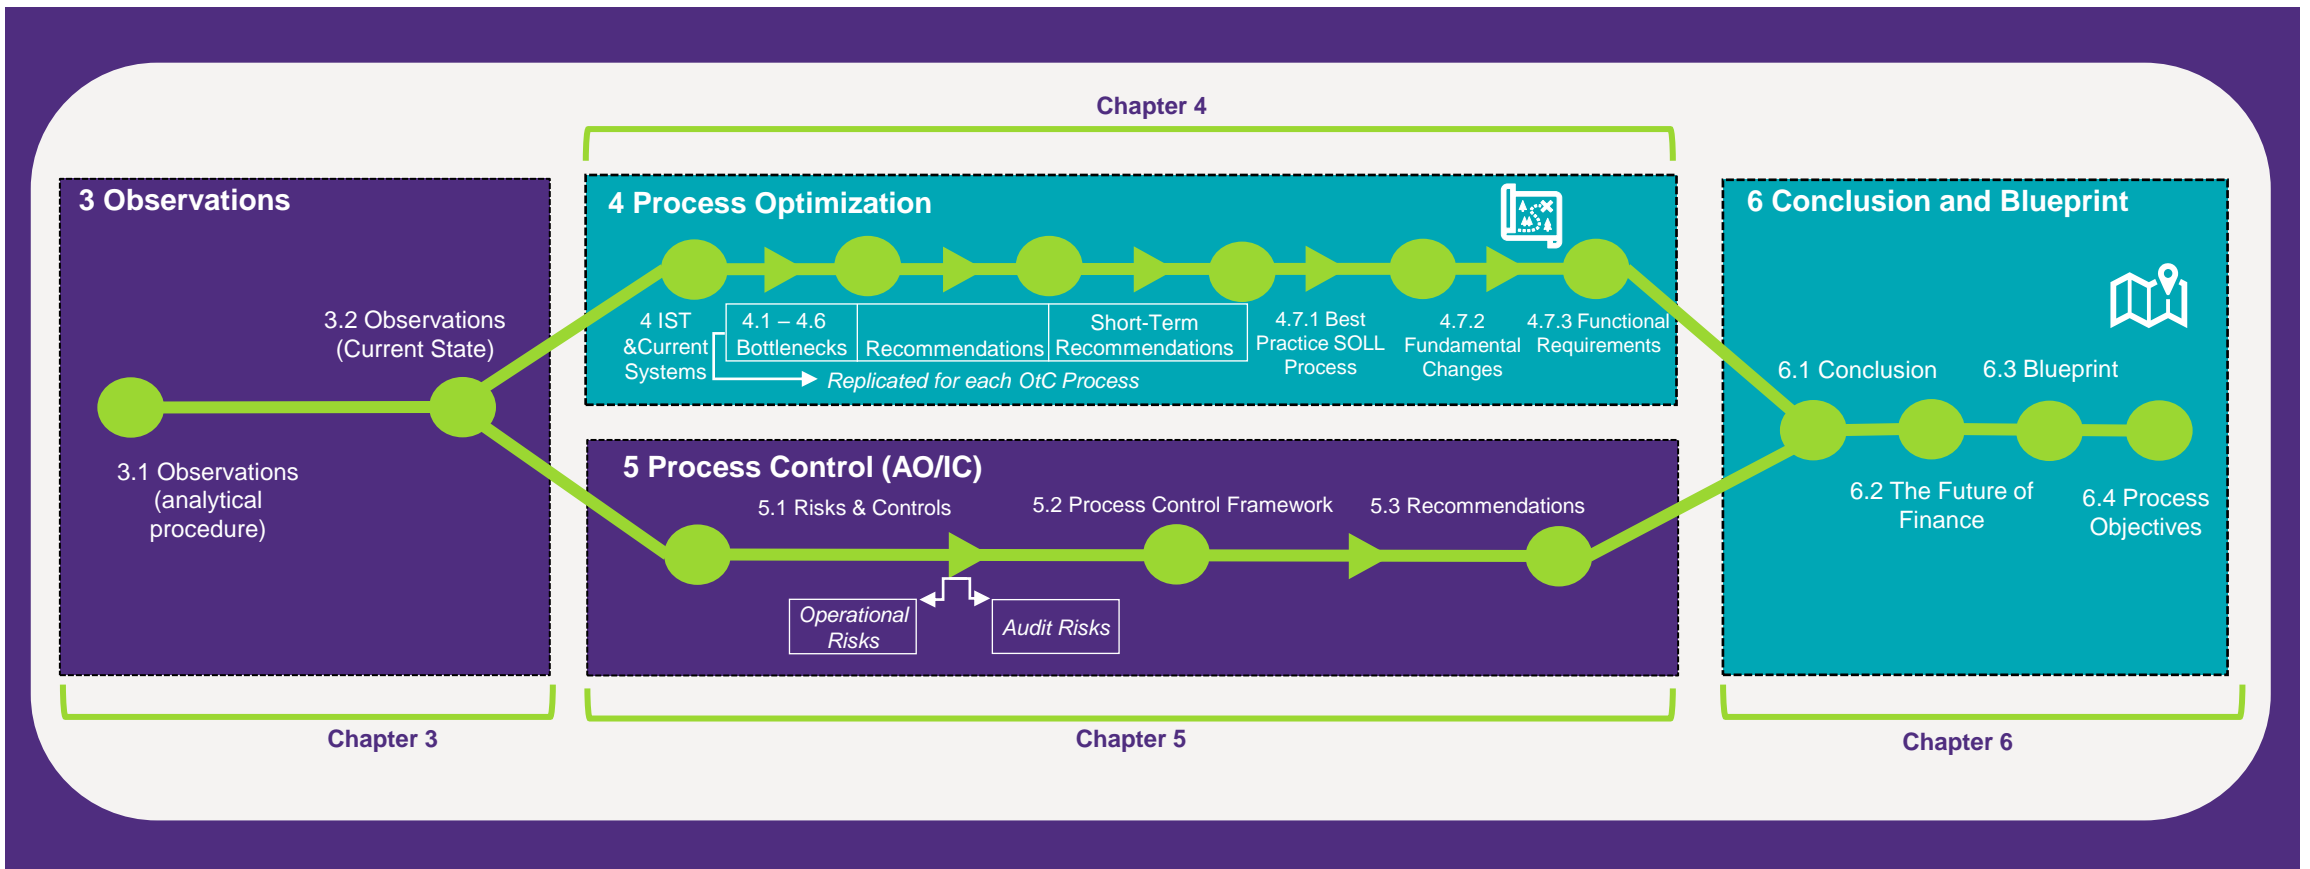 Chapter 4
3 Observations
3.2 Observations
(Current State)
3.1 Observations
(analytical
procedure)
Chapter 3
4 Process Optimization
4 IST
&Current
Systems
4.1 – 4.6
Bottlenecks
Recommendations
Short-Term
Recommendations
Replicated for each OtC Process
4.7.1 Best
Practice SOLL
Process
4.7.2
Fundamental
Changes
4.7.3 Functional
Requirements
5 Process Control (AO/IC)
5.1 Risks & Controls
5.2 Process Control Framework
5.3 Recommendations
Operational
Risks
Audit Risks
Chapter 5
6 Conclusion and Blueprint
6.1 Conclusion
6.3 Blueprint
6.2 The Future of
Finance
6.4 Process
Objectives
Chapter 6